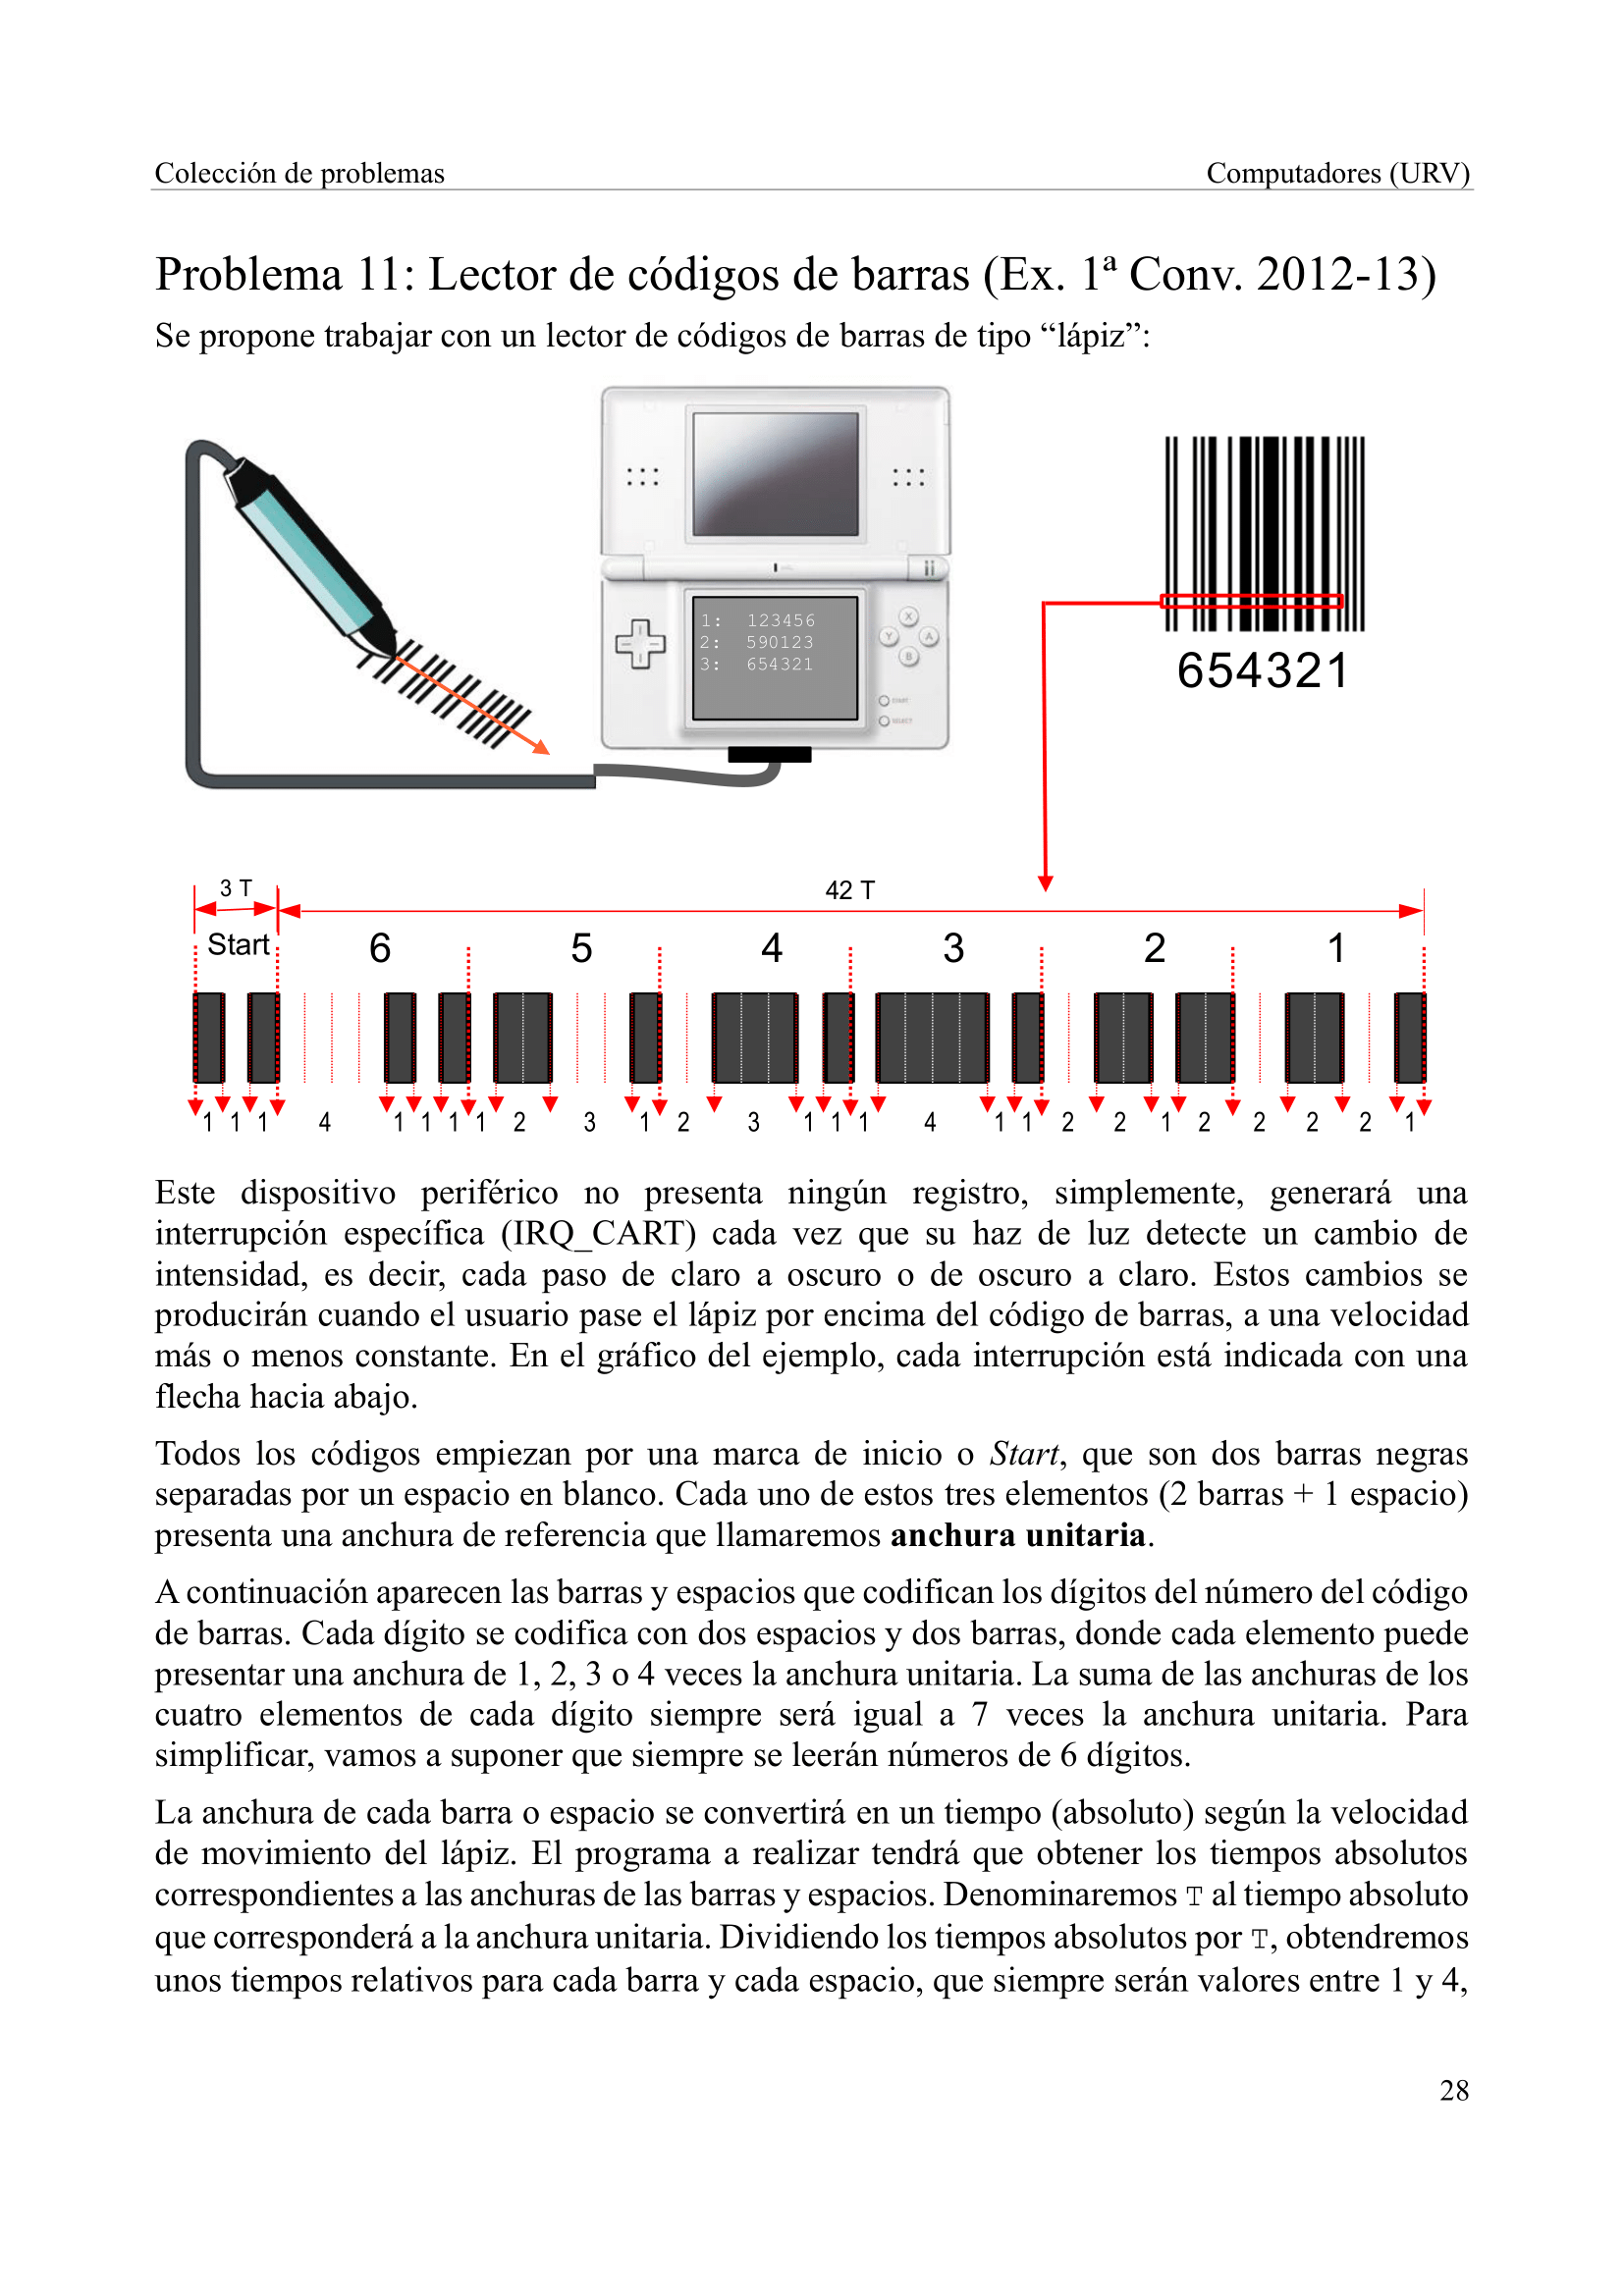 Colección de problemas Computadores (URV)
Problema 11: Lector de códigos de barras (Ex. 1ª Conv. 2012-13)
Se propone trabajar con un lector de códigos de barras de tipo “lápiz”:
1: 123456
2: 590123
3: 654321
X
Y A
B
START
SELECT
654321
3 T 42 T
Start 6 5 4 3 2 1
1 1 1 4 1 1 1 1 2 3 1 2 3 1 1 1 4 1 1 2 2 1 2 2 2 2 1
Este dispositivo periférico no presenta ningún registro, simplemente, generará una
interrupción específica (IRQ_CART) cada vez que su haz de luz detecte un cambio de
intensidad, es decir, cada paso de claro a oscuro o de oscuro a claro. Estos cambios se
producirán cuando el usuario pase el lápiz por encima del código de barras, a una velocidad
más o menos constante. En el gráfico del ejemplo, cada interrupción está indicada con una
flecha hacia abajo.
Todos los códigos empiezan por una marca de inicio o Start, que son dos barras negras
separadas por un espacio en blanco. Cada uno de estos tres elementos (2 barras + 1 espacio)
presenta una anchura de referencia que llamaremos anchura unitaria.
A continuación aparecen las barras y espacios que codifican los dígitos del número del código
de barras. Cada dígito se codifica con dos espacios y dos barras, donde cada elemento puede
presentar una anchura de 1, 2, 3 o 4 veces la anchura unitaria. La suma de las anchuras de los
cuatro elementos de cada dígito siempre será igual a 7 veces la anchura unitaria. Para
simplificar, vamos a suponer que siempre se leerán números de 6 dígitos.
La anchura de cada barra o espacio se convertirá en un tiempo (absoluto) según la velocidad
de movimiento del lápiz. El programa a realizar tendrá que obtener los tiempos absolutos
correspondientes a las anchuras de las barras y espacios. Denominaremos T al tiempo absoluto
que corresponderá a la anchura unitaria. Dividiendo los tiempos absolutos por T, obtendremos
unos tiempos relativos para cada barra y cada espacio, que siempre serán valores entre 1 y 4,
28